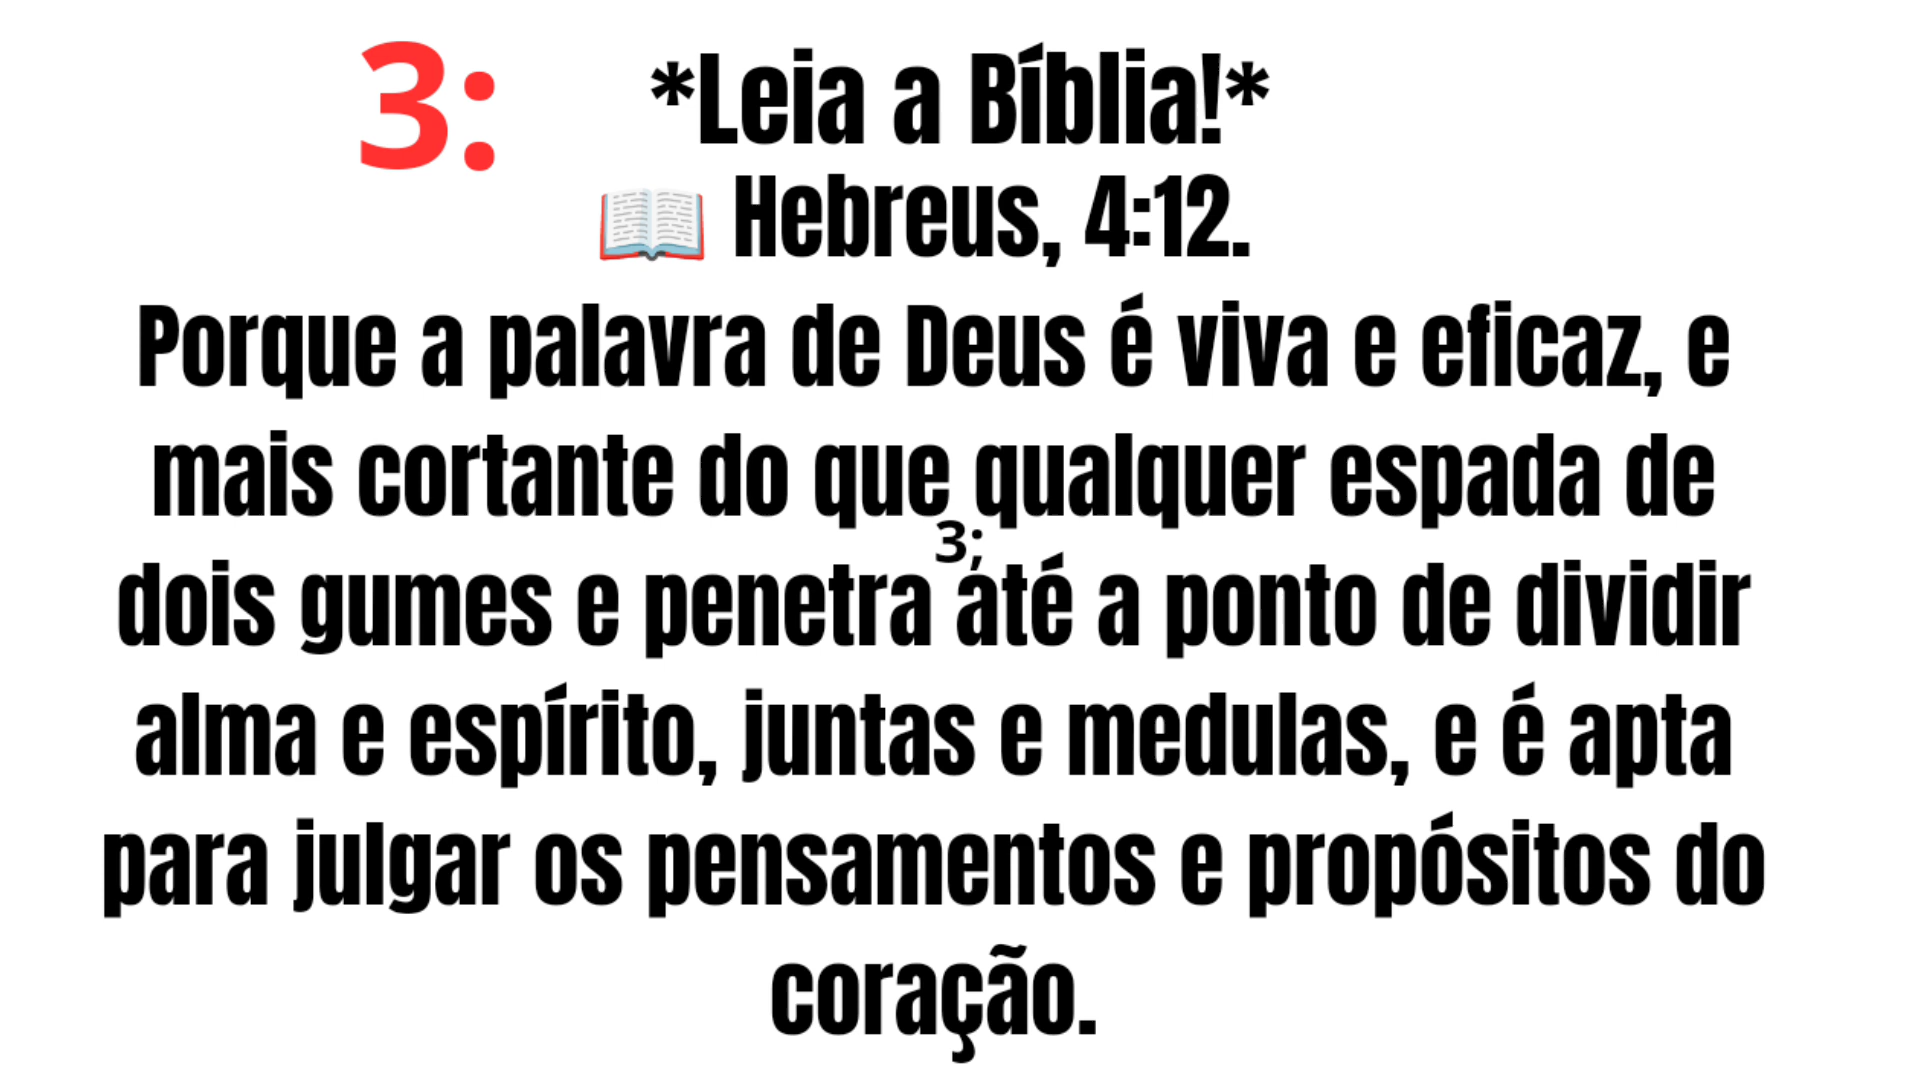 3:
*Leia a Bíblia!*
📖 Hebreus, 4:12.
Porque a palavra de Deus é viva e eficaz, e
mais cortante do que qualquer espada de
3;
dois gumes e penetra até a ponto de dividir
alma e espírito, juntas e medulas, e é apta
para julgar os pensamentos e propósitos do
coração.